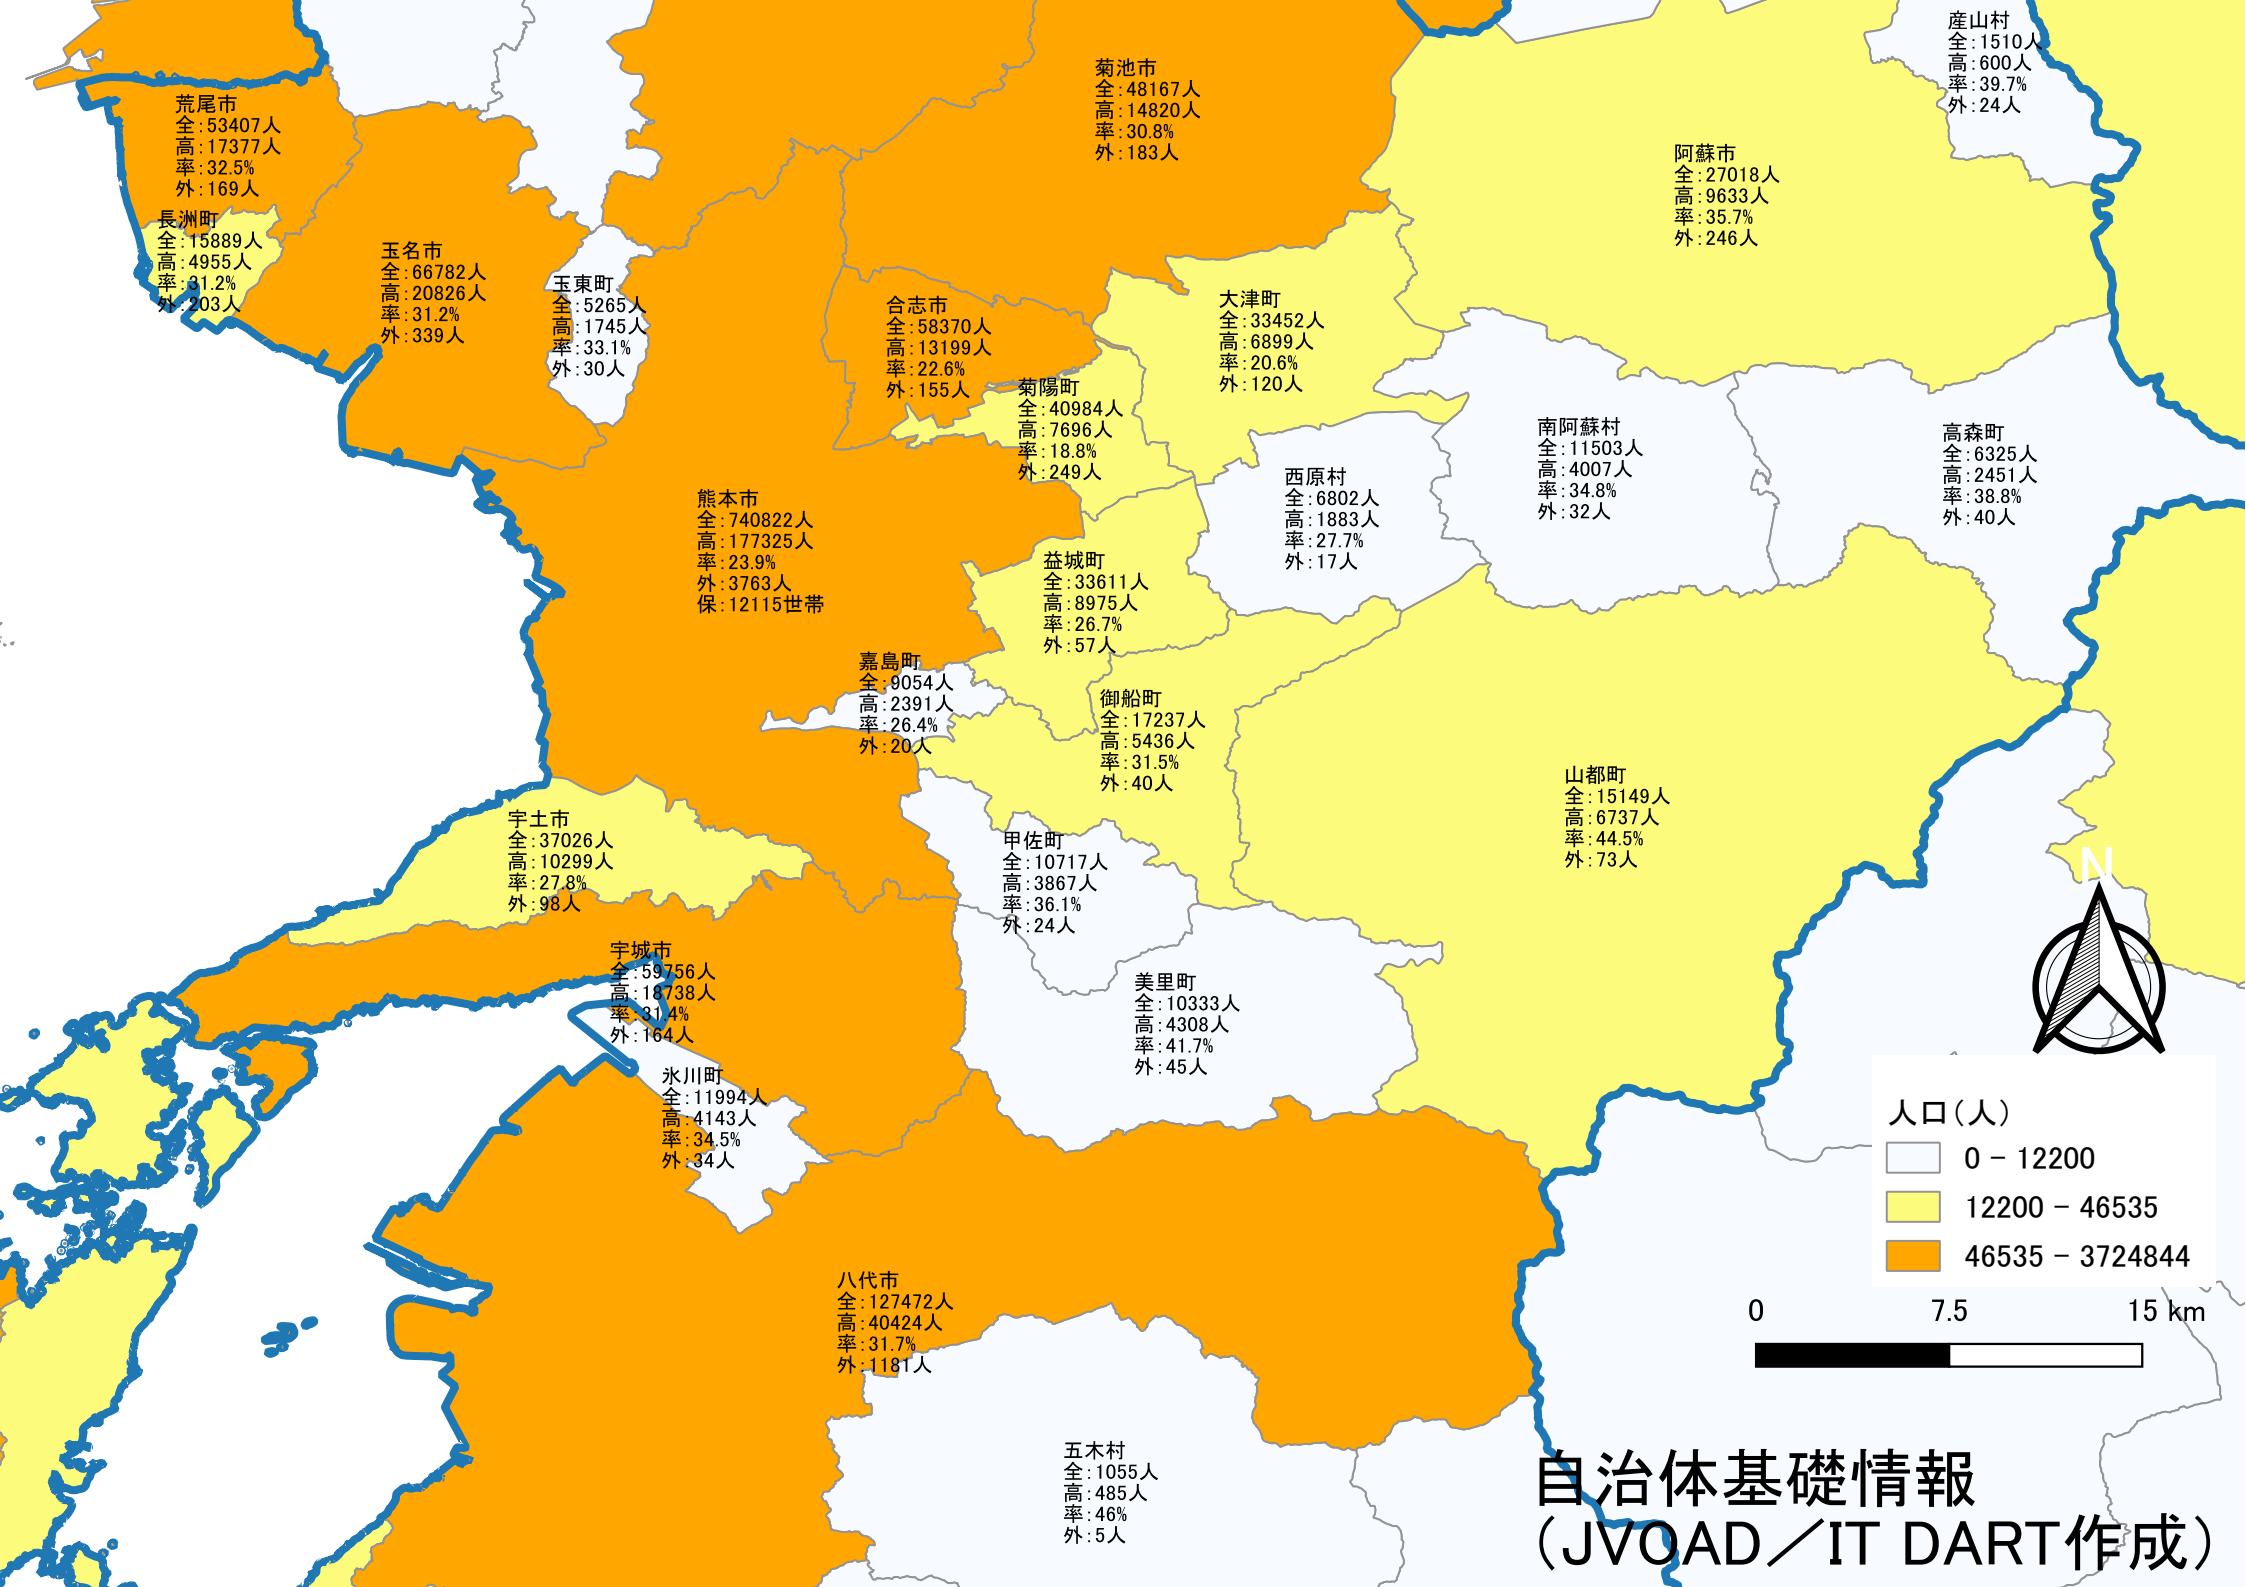 産山村
全:1510人
高:600人
率:39.7%
外:24人
菊池市
全:48167人
高:14820人
率:30.8%
外:183人
荒尾市
全:53407人
高:17377人
率:32.5%
外:169人
阿蘇市
全:27018人
高:9633人
率:35.7%
外:246人
長洲町
全:15889人
高:4955人
率:31.2%
外:203人
玉名市
全:66782人
高:20826人
率:31.2%
外:339人
玉東町
全:5265人
高:1745人
率:33.1%
外:30人
合志市
全:58370人
高:13199人
率:22.6%
外:155人
大津町
全:33452人
高:6899人
率:20.6%
外:120人
菊陽町
全:40984人
高:7696人
率:18.8%
外:249人
南阿蘇村
全:11503人
高:4007人
率:34.8%
外:32人
高森町
全:6325人
高:2451人
率:38.8%
外:40人
西原村
全:6802人
高:1883人
率:27.7%
外:17人
熊本市
全:740822人
高:177325人
率:23.9%
外:3763人
保:12115世帯
益城町
全:33611人
高:8975人
率:26.7%
外:57人
嘉島町
全:9054人
高:2391人
率:26.4%
外:20人
御船町
全:17237人
高:5436人
率:31.5%
外:40人
山都町
全:15149人
高:6737人
率:44.5%
外:73人
宇土市
全:37026人
高:10299人
率:27.8%
外:98人
甲佐町
全:10717人
高:3867人
率:36.1%
外:24人
宇城市
全:59756人
高:18738人
率:31.4%
外:164人
美里町
全:10333人
高:4308人
率:41.7%
外:45人
氷川町
全:11994人
高:4143人
率:34.5%
外:34人
八代市
全:127472人
高:40424人
率:31.7%
外:1181人
五木村
全:1055人
高:485人
率:46%
外:5人
N
人口(人)
0 - 12200
12200 - 46535
46535 - 3724844
0 7.5 15 km
自治体基礎情報
(JVOAD／IT DART作成)